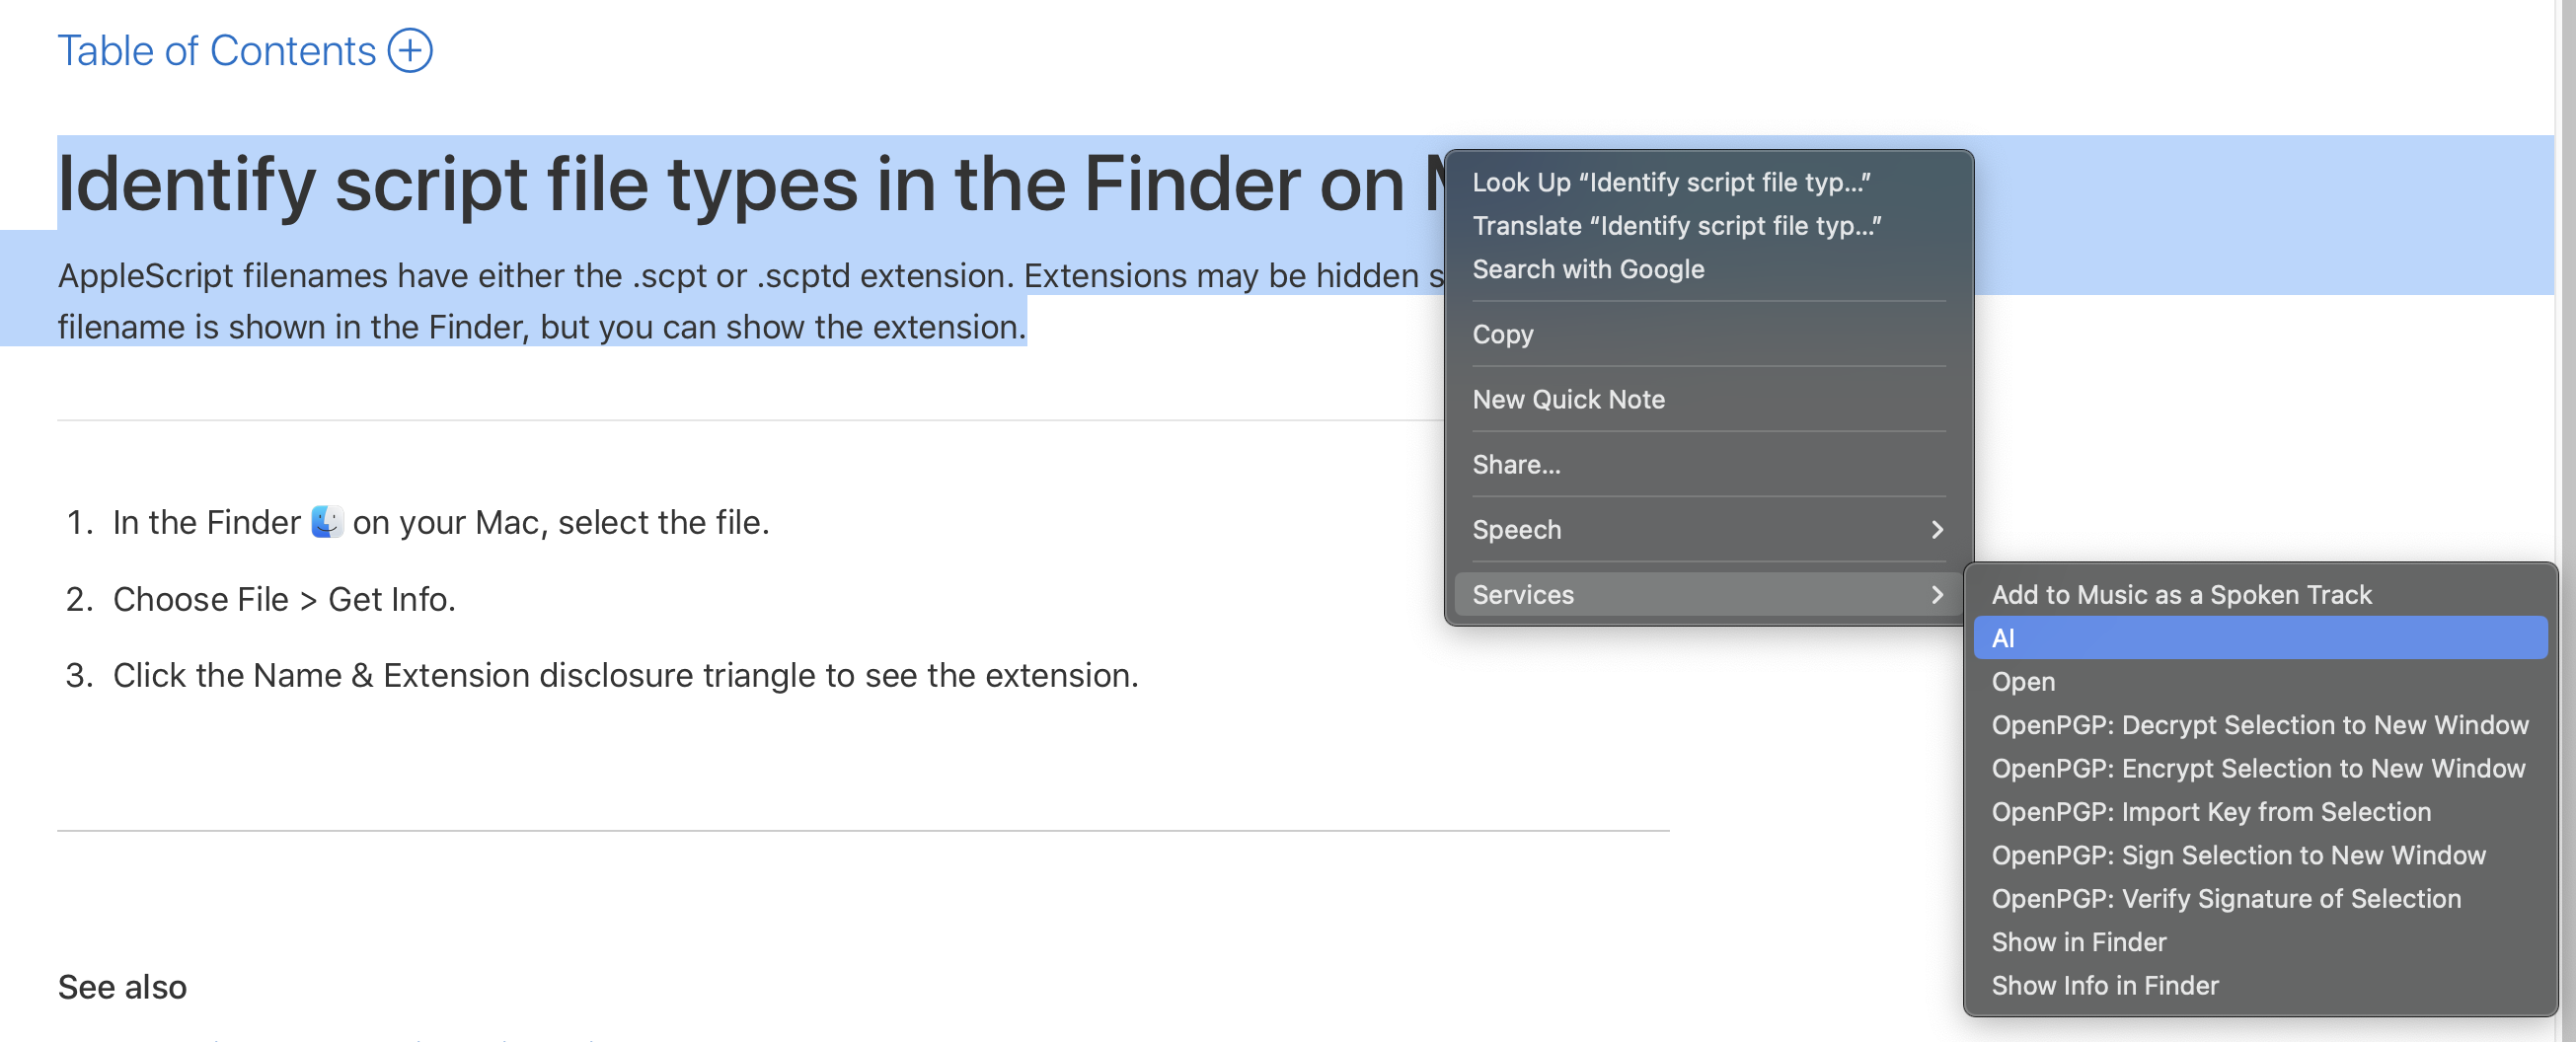 Table of Contents
Identify script file types in the Finder on
AppleScript filenames have either the .scpt or .scptd extension. Extensions may be hidden
filename is shown in the Finder, but you can show the extension.
1. In the Finder on your Mac, select the file.
2. Choose File > Get Info.
3. Click the Name & Extension disclosure triangle to see the extension.
See also
Look Up “Identify script file typ...”
Translate “Identify script file typ...”
Search with Google
Copy
New Quick Note
Share...
Speech
Services
Add to Music as a Spoken Track
AI
Open
OpenPGP: Decrypt Selection to New Window
OpenPGP: Encrypt Selection to New Window
OpenPGP: Import Key from Selection
OpenPGP: Sign Selection to New Window
OpenPGP: Verify Signature of Selection
Show in Finder
Show Info in Finder